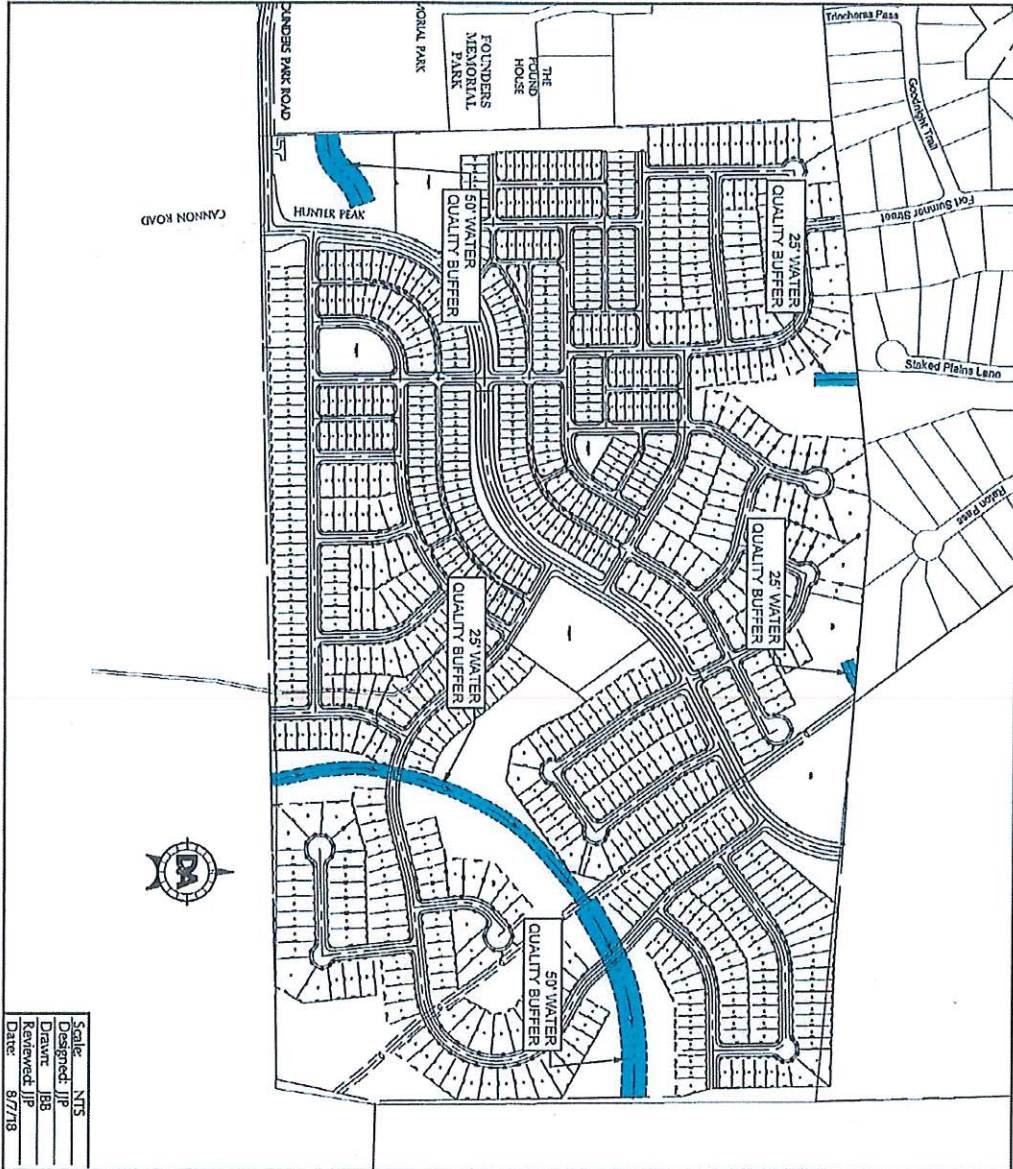 Trinchoras Pass
Goodnight Trail
Fort Sumner Street
Staked Plains Lane
Raton Pass
THE
POUND
HOUSE
FOUNDERS
MEMORIAL
PARK
MORIAL PARK
OUNDERS PARK ROAD
HUNTER PEAK
CANNON ROAD
25' WATER
QUALITY BUFFER
50' WATER
QUALITY BUFFER
25' WATER
QUALITY BUFFER
25' WATER
QUALITY BUFFER
50' WATER
QUALITY BUFFER
Scale: NTS
Designed: JJP
Drawn: JBB
Reviewed: JJP
Date: 8/7/18